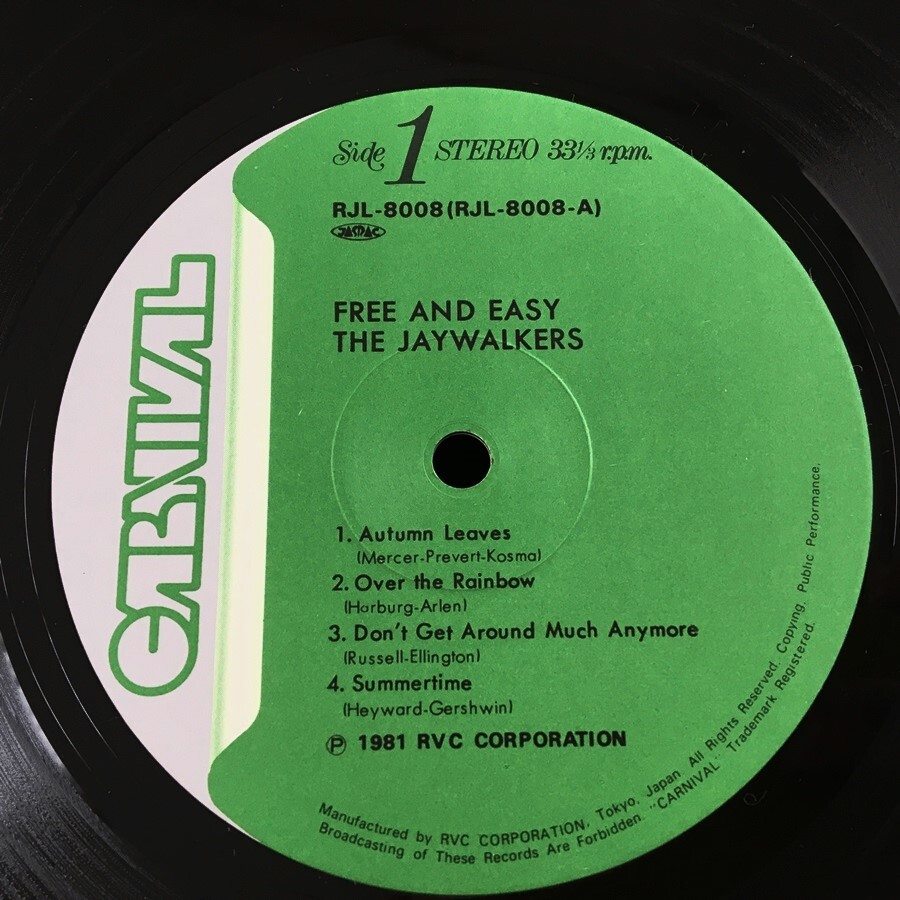 Side 1 STEREO 33⅓ r.p.m.
RJL-8008(RJL-8008-A)
JASRAC
FREE AND EASY
THE JAYWALKERS
CARNIVAL
1. Autumn Leaves
(Mercer-Prevert-Kosma)
2. Over the Rainbow
(Harburg-Arlen)
3. Don't Get Around Much Anymore
(Russell-Ellington)
4. Summertime
(Heyward-Gershwin)
Ⓟ 1981 RVC CORPORATION
Manufactured by RVC CORPORATION, Tokyo, Japan All Rights Reserved. Copying, Public Performance,
Broadcasting of These Records Are Forbidden. "CARNIVAL" Trademark Registered.